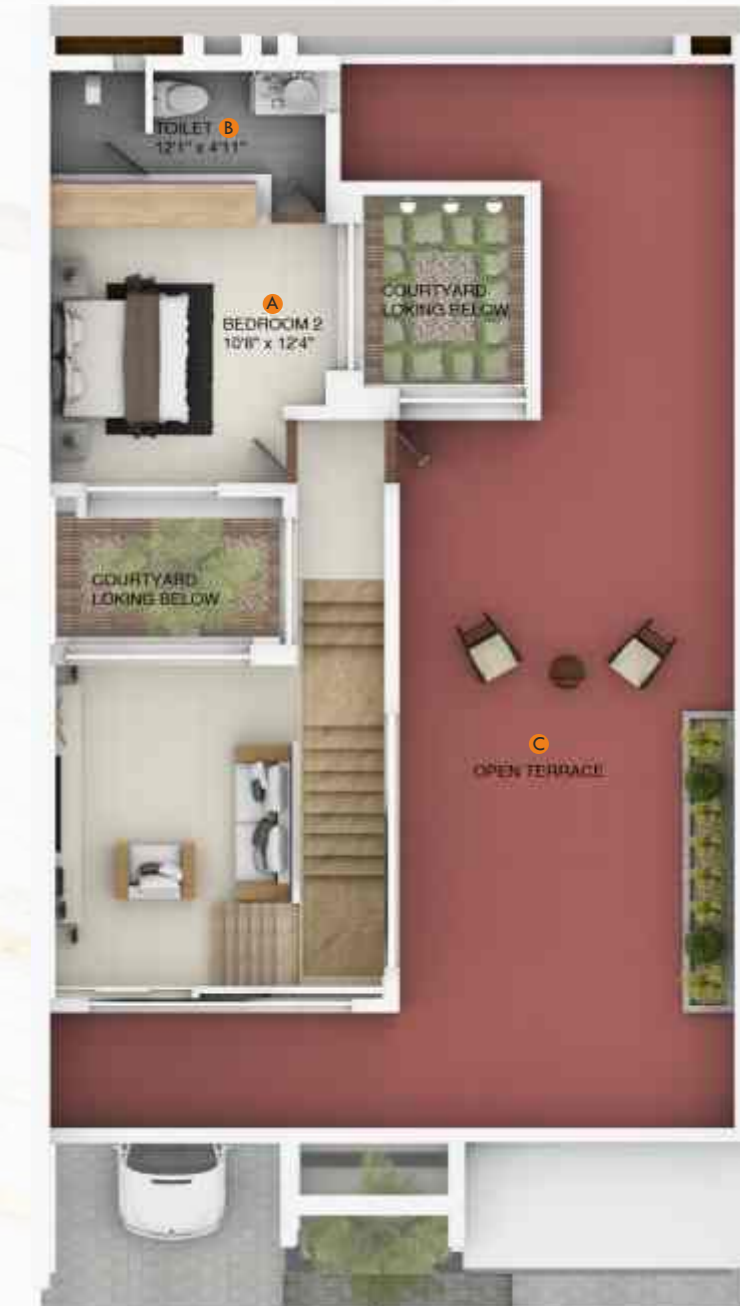 TOILET B
12'1" x 4'11"
A
BEDROOM 2
10'8" x 12'4"
COURTYARD
LOKING BELOW
COURTYARD
LOKING BELOW
C
OPEN TERRACE